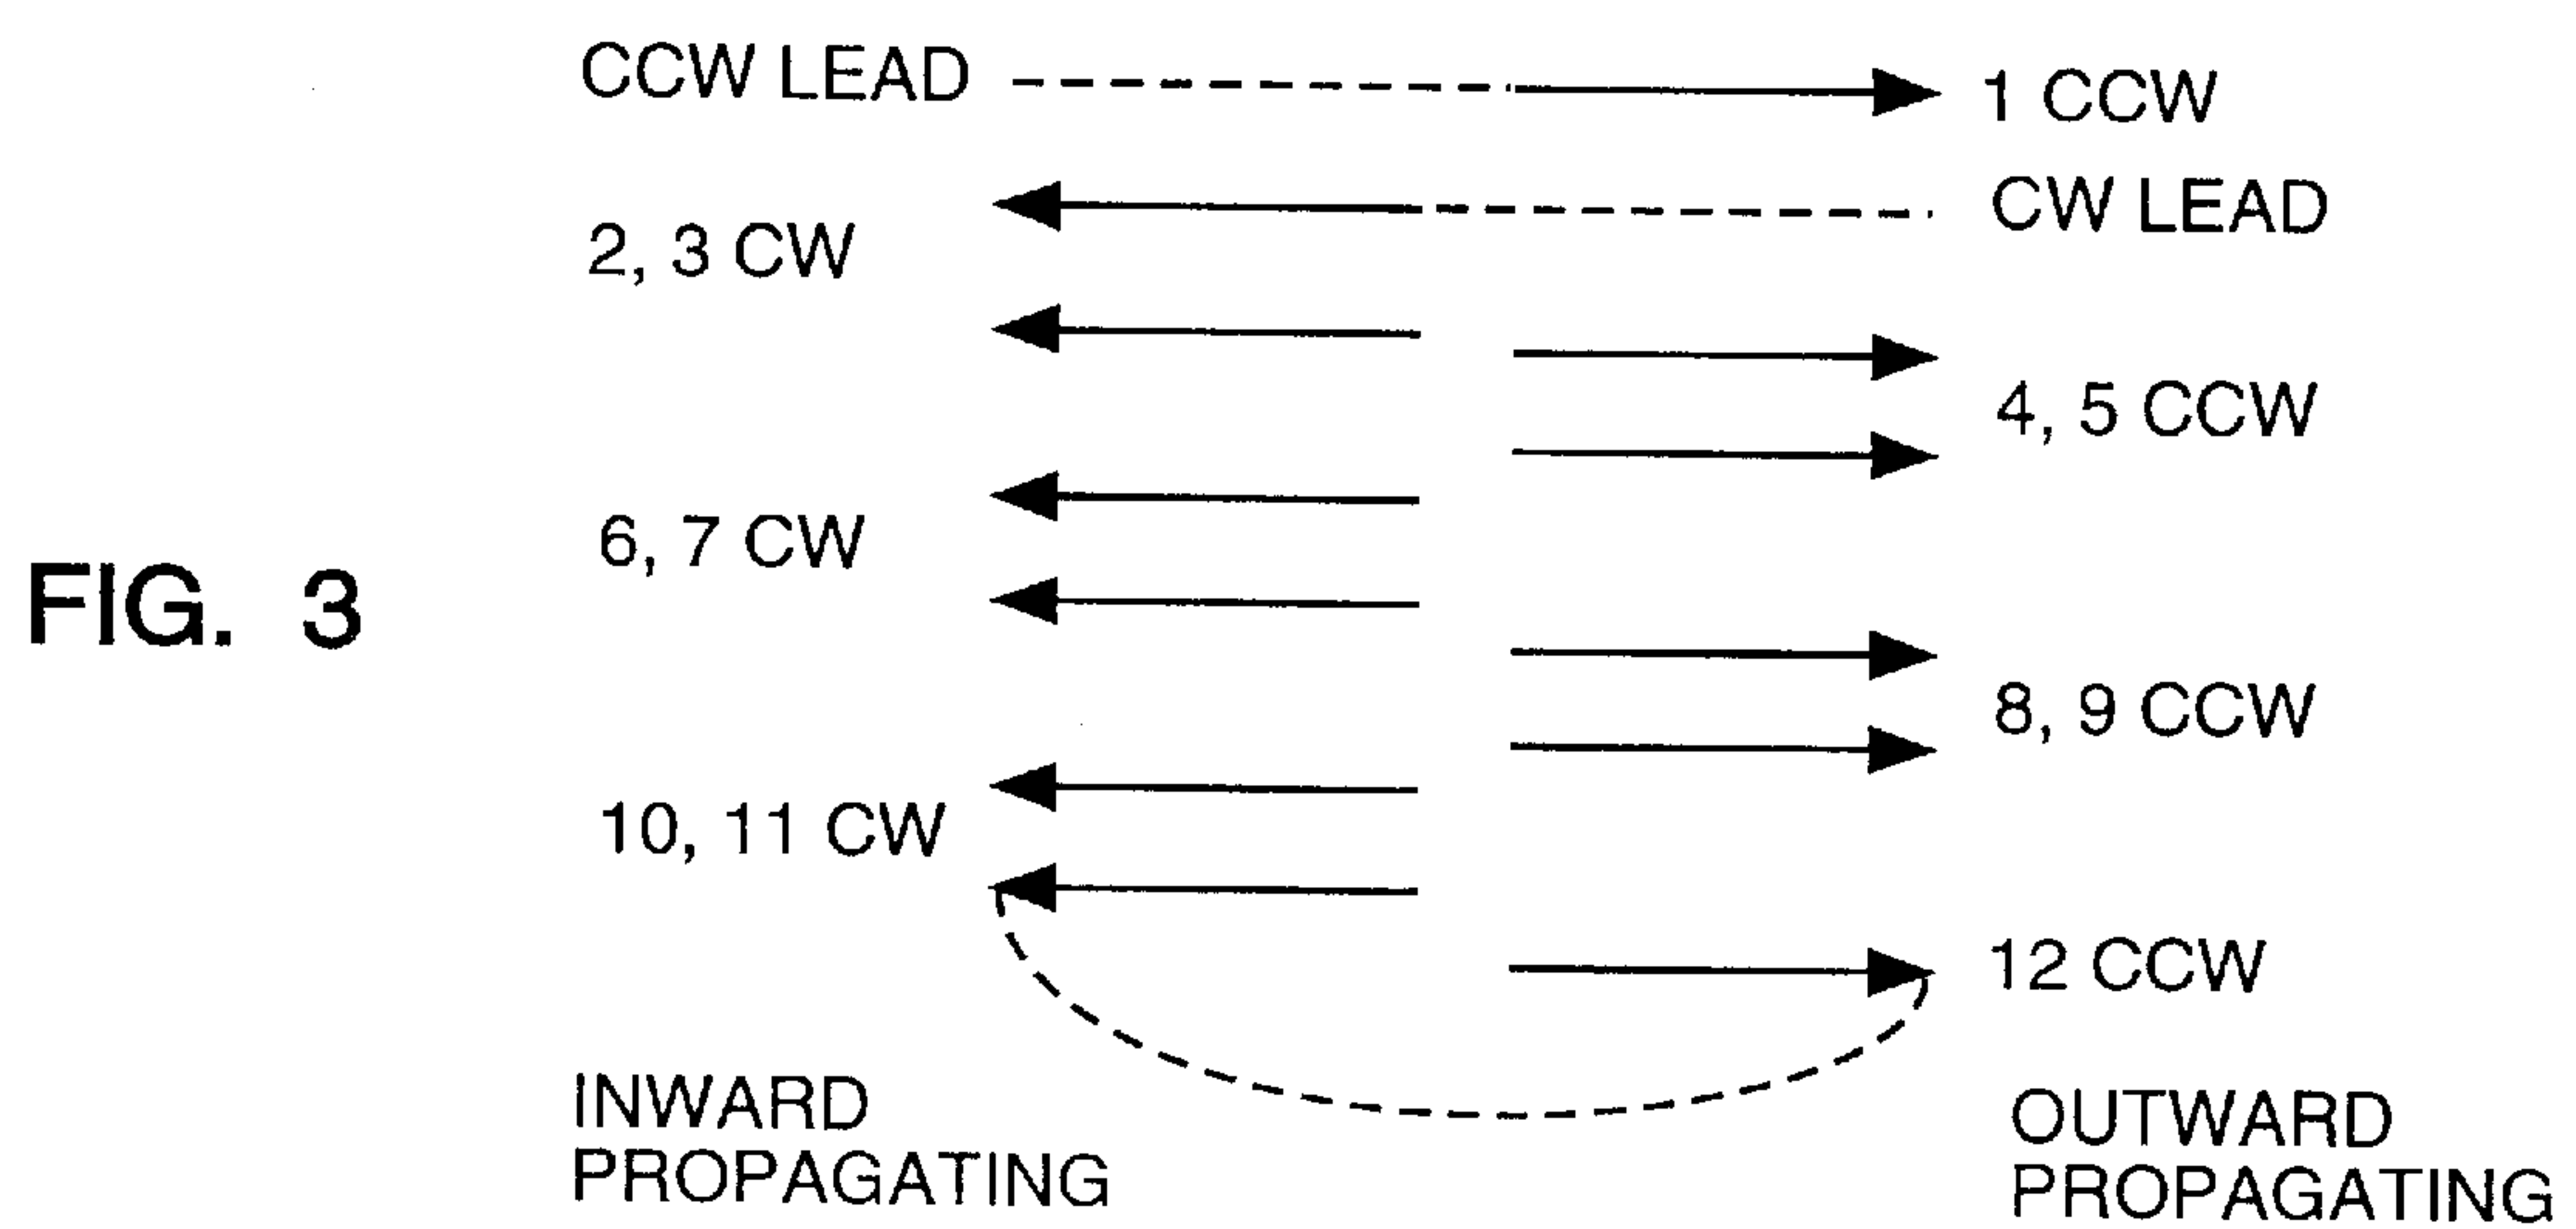 CCW LEAD
1 CCW
CW LEAD
2, 3 CW
4, 5 CCW
6, 7 CW
FIG. 3
8, 9 CCW
10, 11 CW
12 CCW
INWARD
PROPAGATING
OUTWARD
PROPAGATING